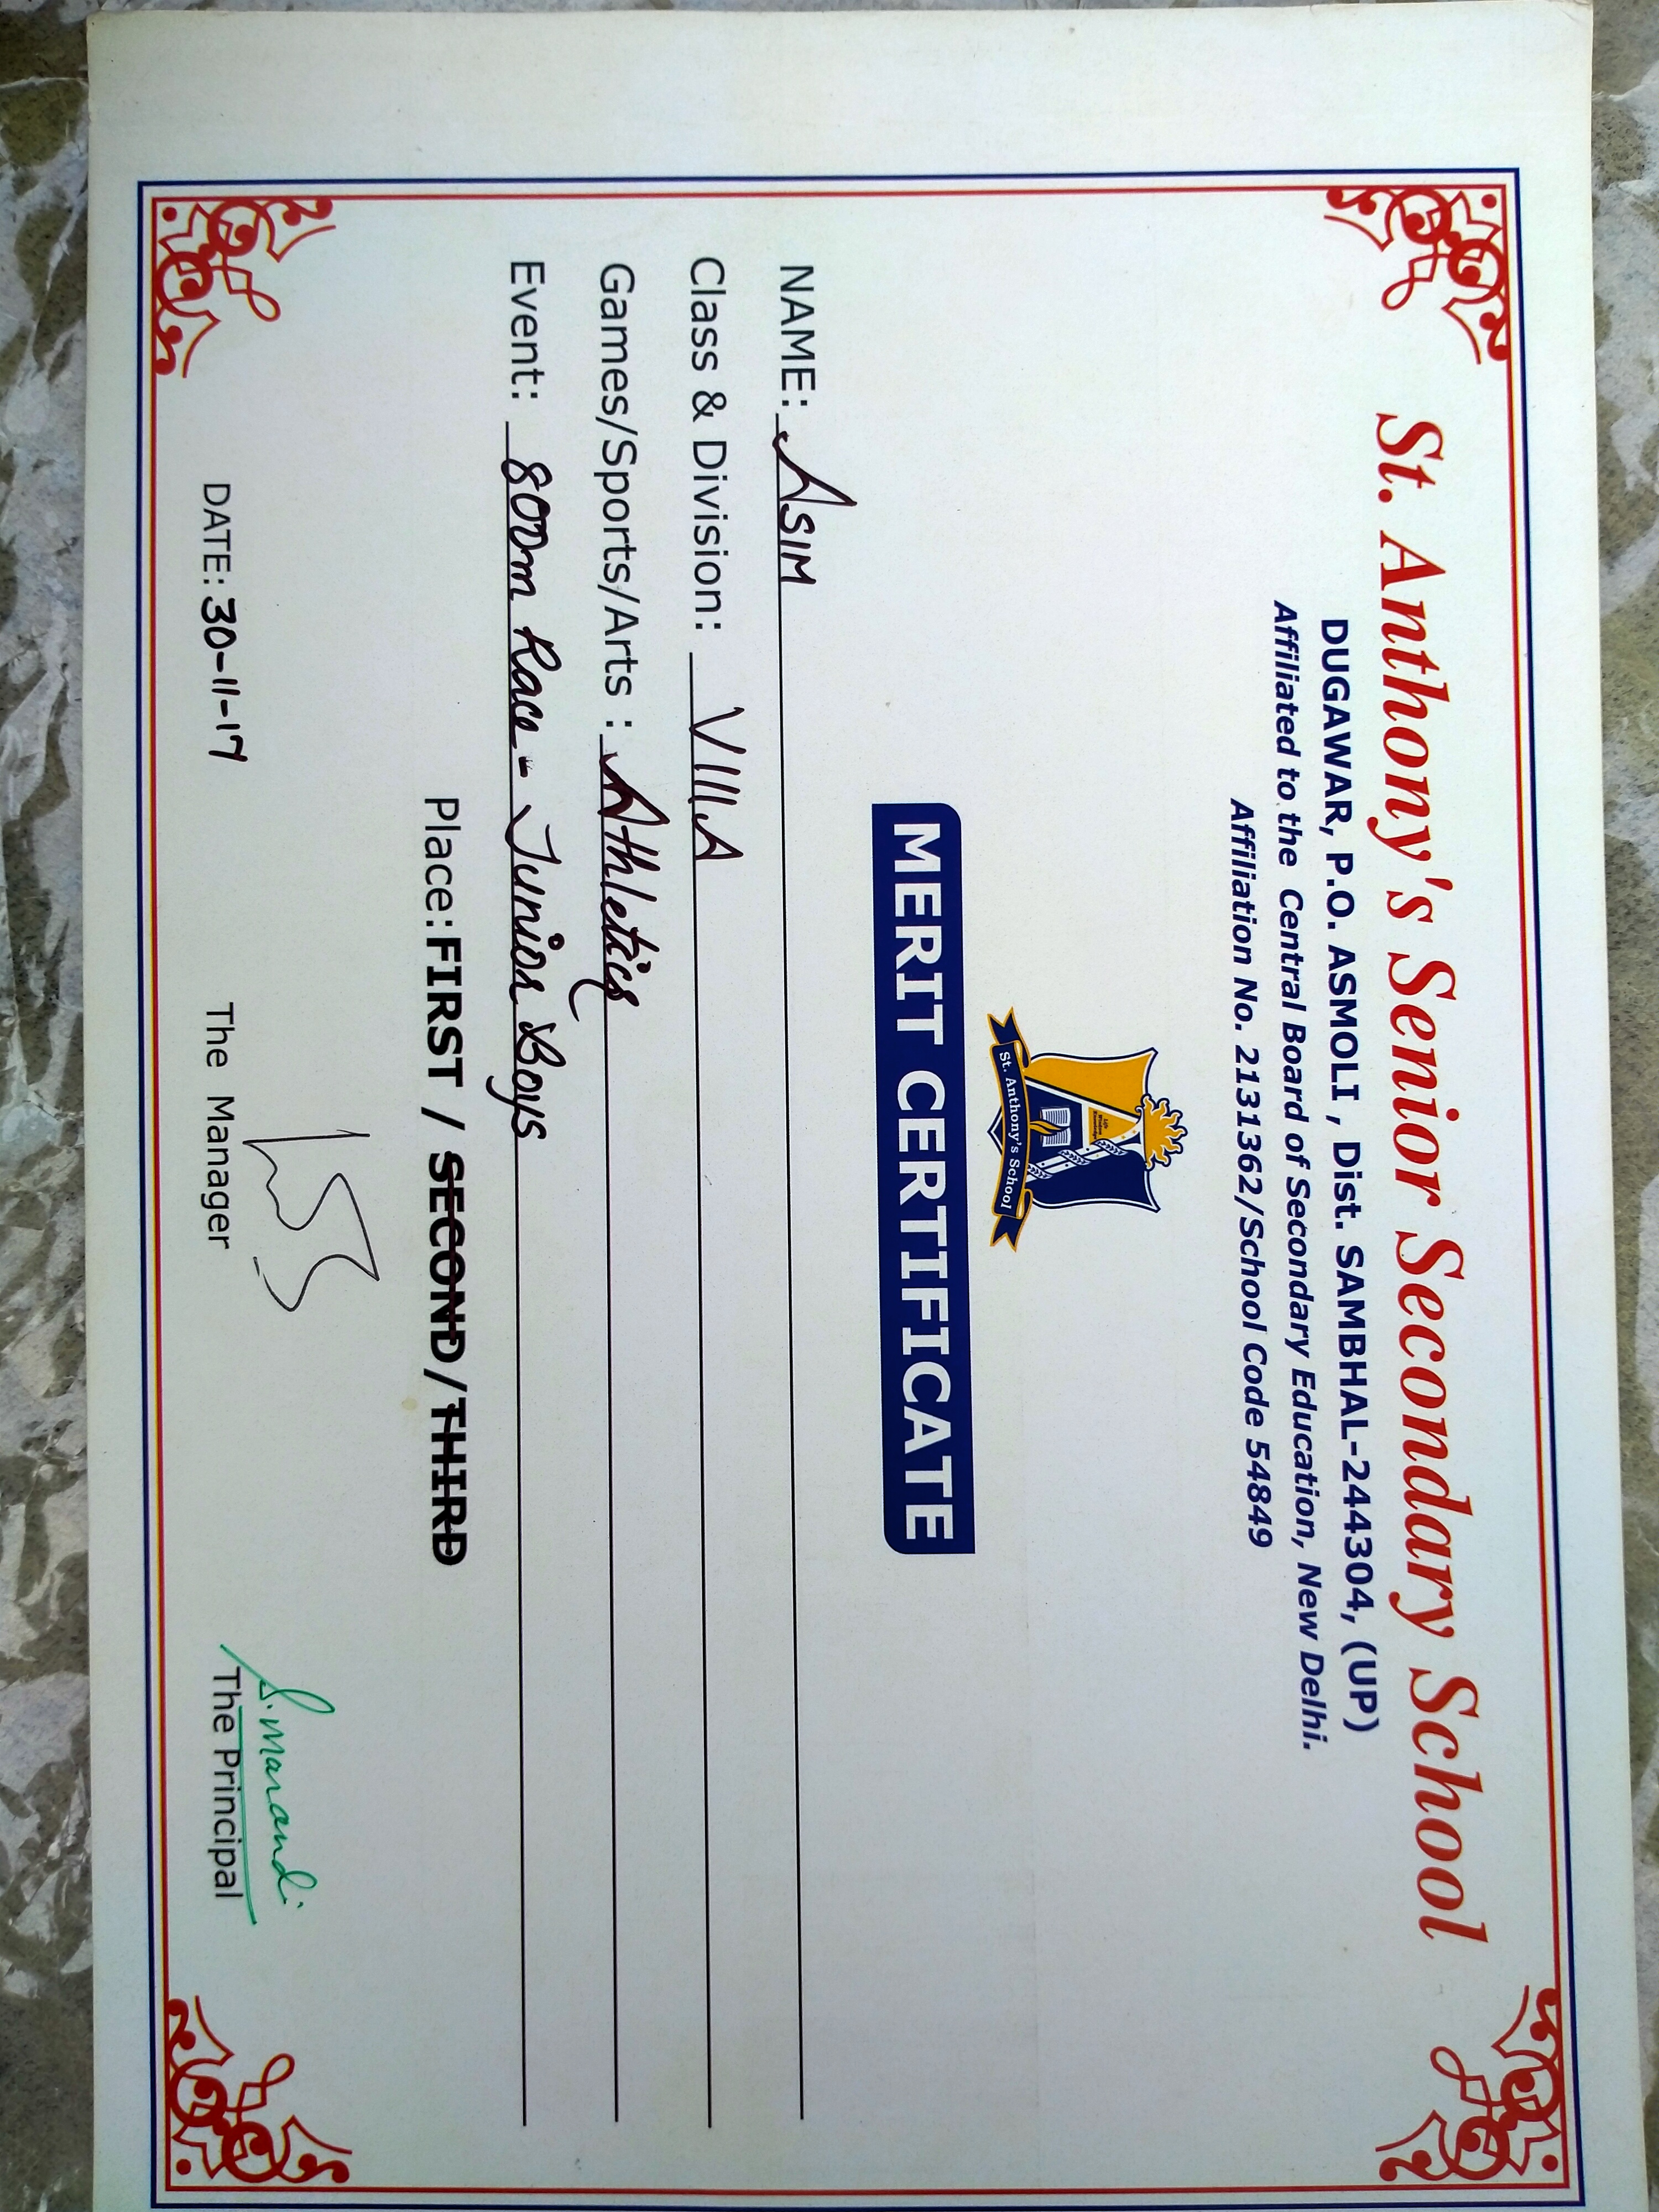 St. Anthony's Senior Secondary School
DUGAWAR, P.O. ASMOLI , Dist. SAMBHAL-244304, (UP)
Affiliated to the Central Board of Secondary Education, New Delhi.
Affiliation No. 2131362/School Code 54849
Life
Wisdom
Knowledge
St. Anthony's School
MERIT CERTIFICATE
NAME: ASIM
Class & Division: VIII A
Games/Sports/Arts : Athletics
Event: 800m Race - Junior Boys
Place: FIRST / SECOND/THIRD
S. Marandi
DATE: 30-11-17 The Manager The Principal